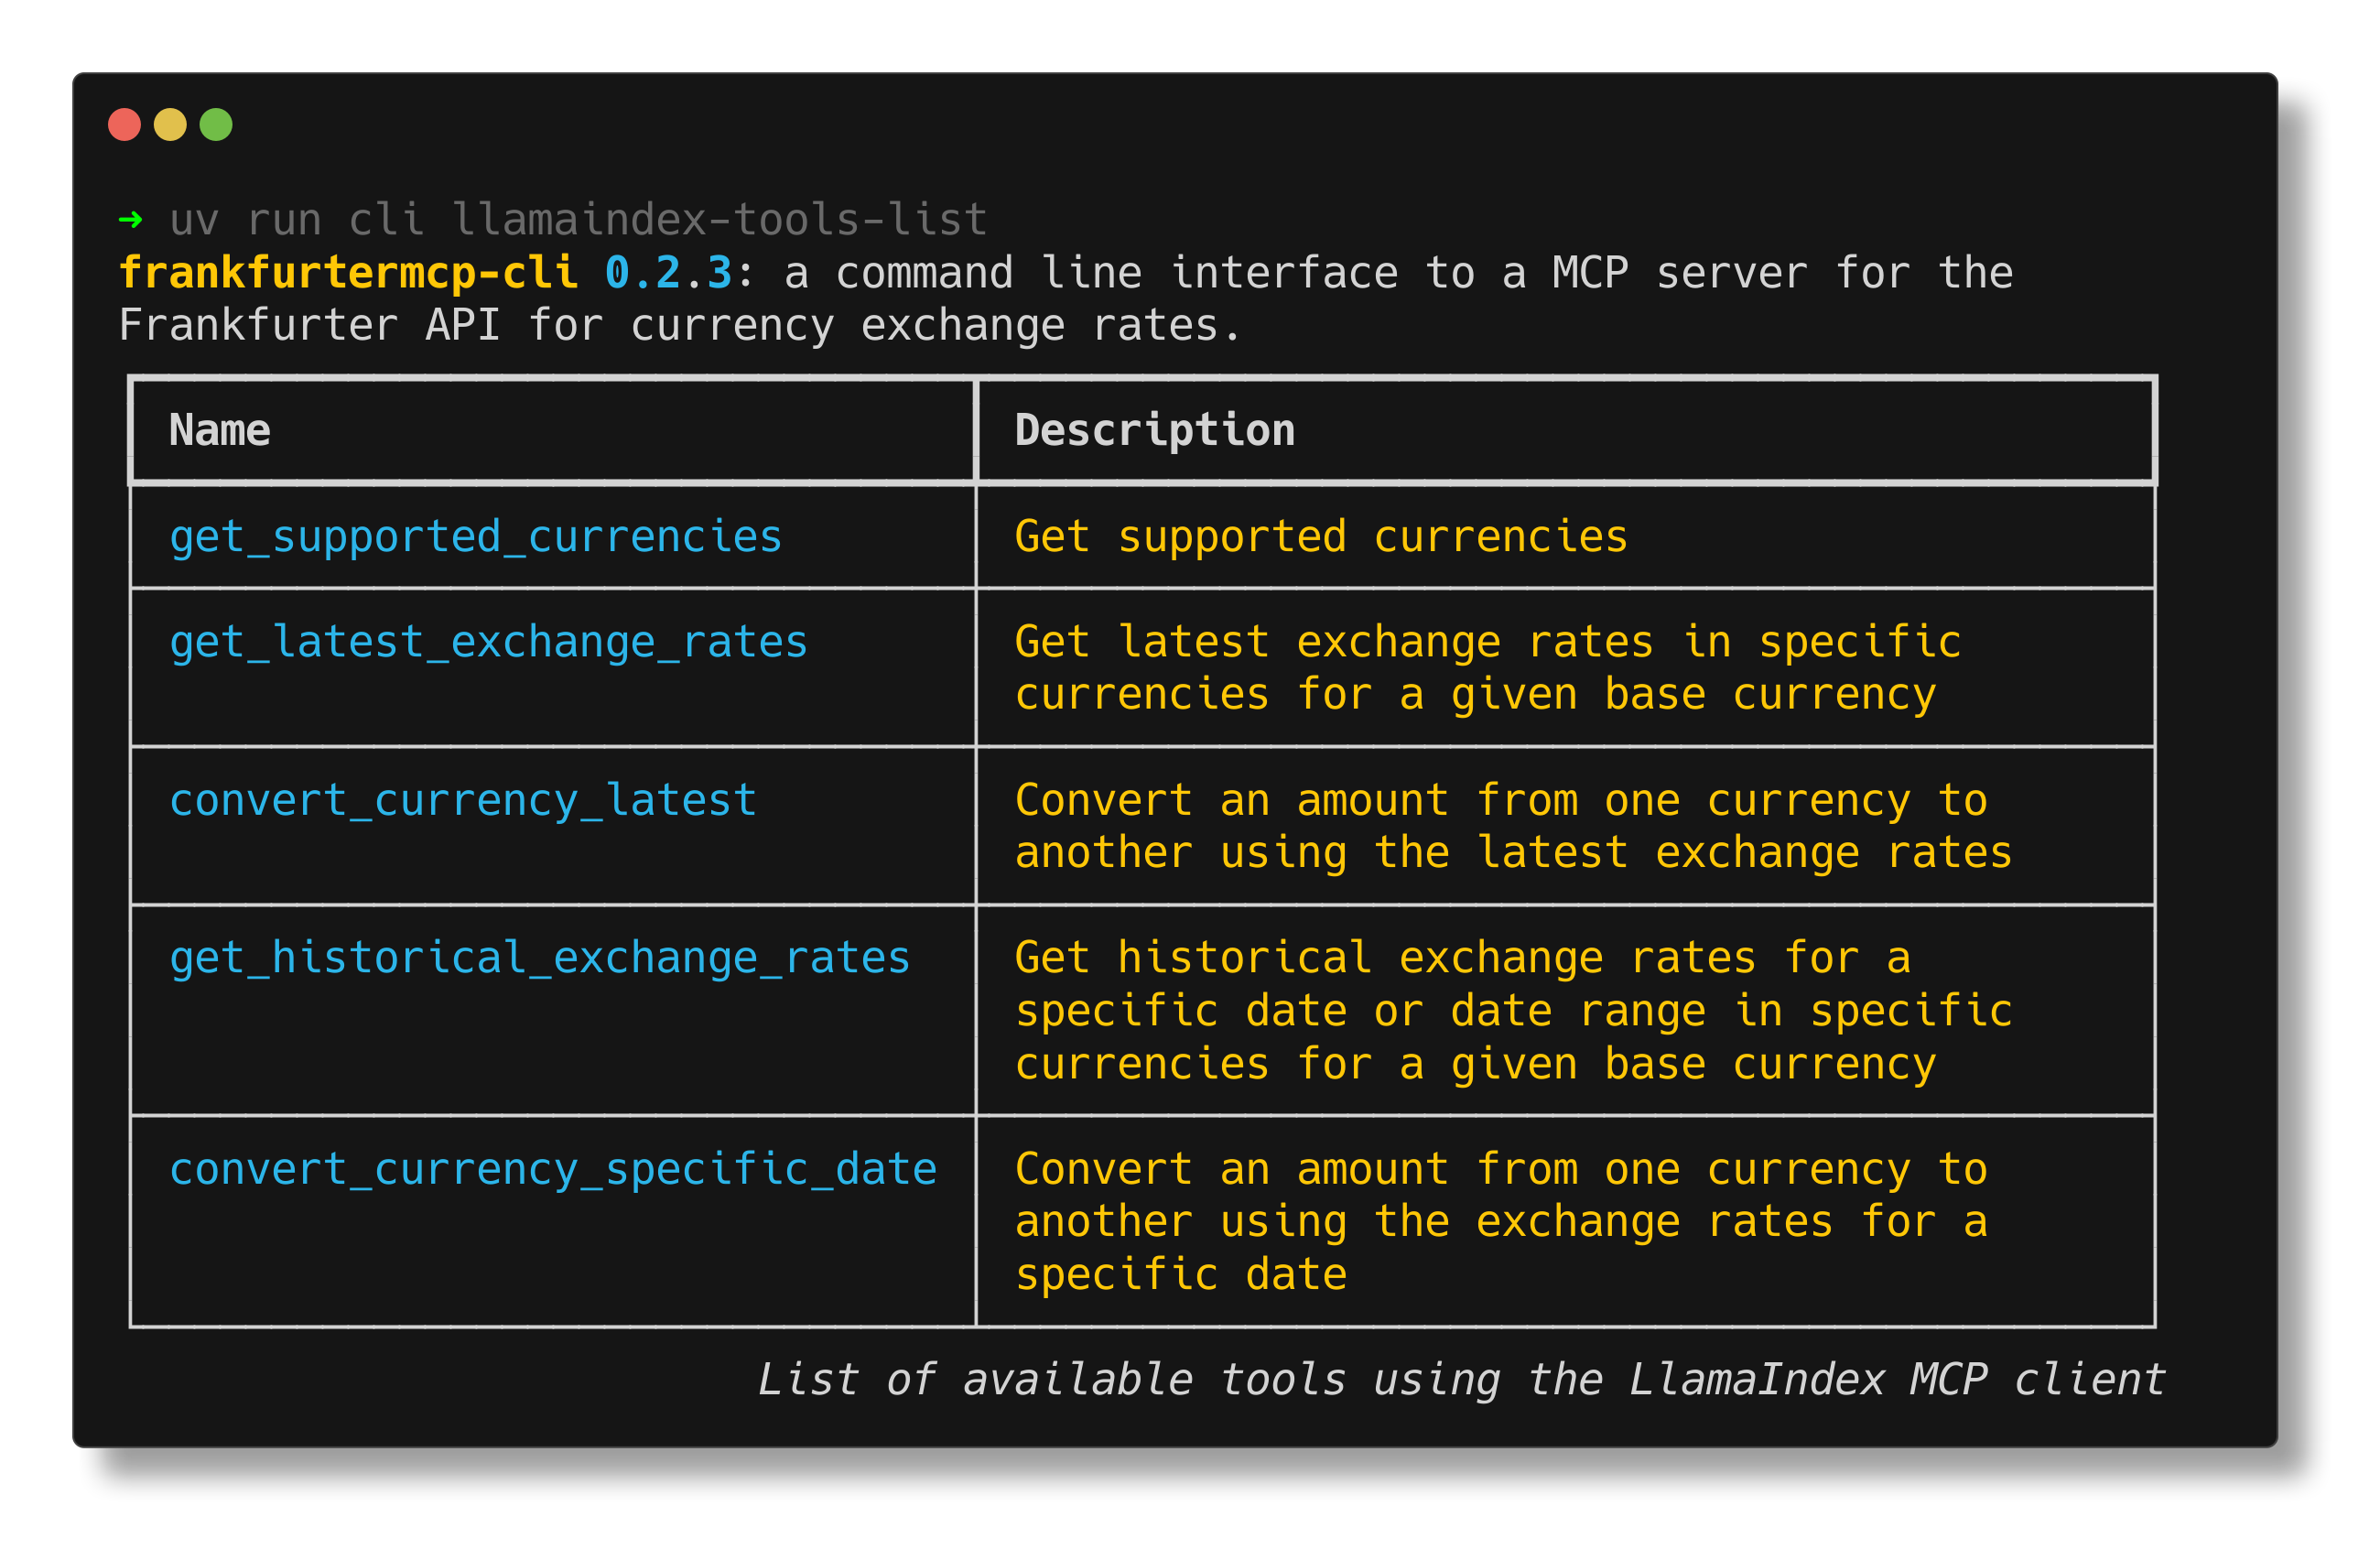 ➜ uv run cli llamaindex-tools-list
frankfurtermcp-cli 0.2.3: a command line interface to a MCP server for the
Frankfurter API for currency exchange rates.
Name Description
get_supported_currencies Get supported currencies
get_latest_exchange_rates Get latest exchange rates in specific
currencies for a given base currency
convert_currency_latest Convert an amount from one currency to
another using the latest exchange rates
get_historical_exchange_rates Get historical exchange rates for a
specific date or date range in specific
currencies for a given base currency
convert_currency_specific_date Convert an amount from one currency to
another using the exchange rates for a
specific date
List of available tools using the LlamaIndex MCP client